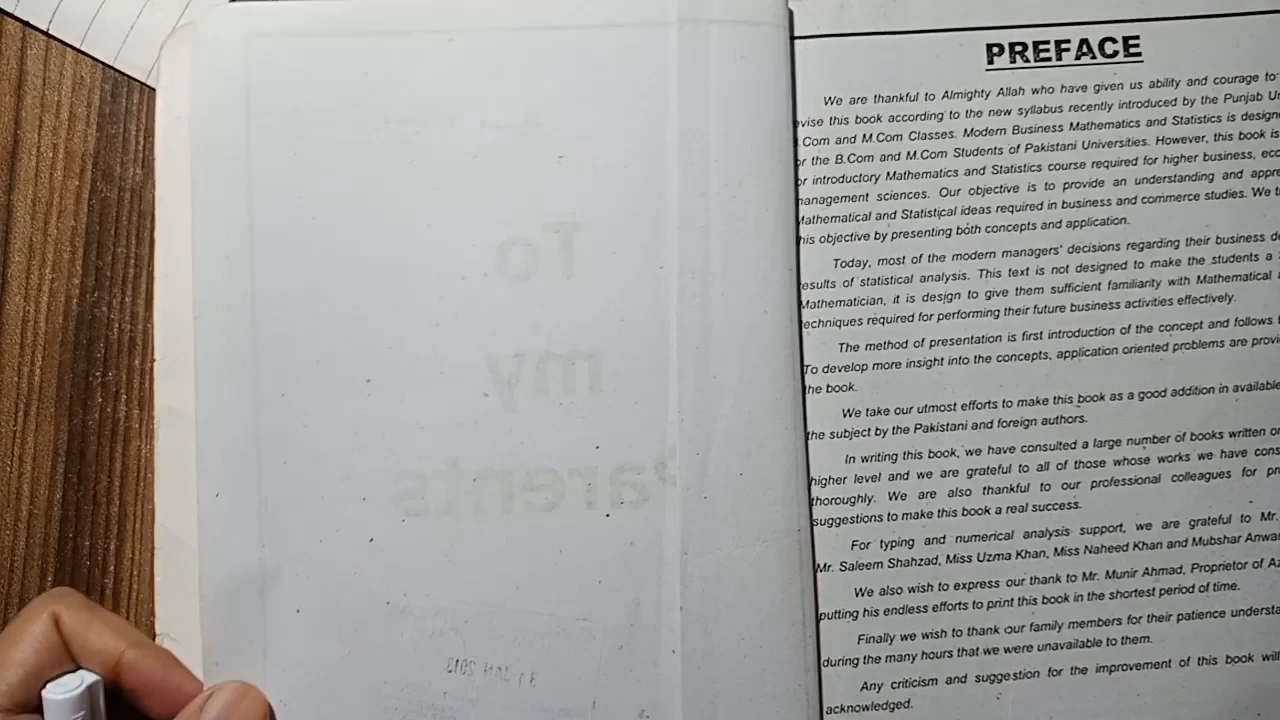 To
my
Parents
31 JAN 2013
PREFACE
We are thankful to Almighty Allah who have given us ability and courage to
vise this book according to the new syllabus recently introduced by the Punjab
.Com and M.Com Classes. Modern Business Mathematics and Statistics is
the B.Com and M.Com Students of Pakistani Universities. However, this book is
introductory Mathematics and Statistics course required for higher business,
management sciences. Our objective is to provide an understanding and
Mathematical and Statistical ideas required in business and commerce studies. We
his objective by presenting both concepts and application.
Today, most of the modern managers' decisions regarding their business
esults of statistical analysis. This text is not designed to make the students a
Mathematician, it is design to give them sufficient familiarity with Mathematical
echniques required for performing their future business activities effectively.
The method of presentation is first introduction of the concept and follows
To develop more insight into the concepts, application oriented problems are
the book.
We take our utmost efforts to make this book as a good addition in available
the subject by the Pakistani and foreign authors.
In writing this book, we have consulted a large number of books written
higher level and we are grateful to all of those whose works we have
thoroughly. We are also thankful to our professional colleagues for
suggestions to make this book a real success.
For typing and numerical analysis support, we are grateful to Mr.
Mr. Saleem Shahzad, Miss Uzma Khan, Miss Naheed Khan and Mubshar
We also wish to express our thank to Mr. Munir Ahmad, Proprietor of
putting his endless efforts to print this book in the shortest period of time.
Finally we wish to thank our family members for their patience
during the many hours that we were unavailable to them.
Any criticism and suggestion for the improvement of this book will
acknowledged.